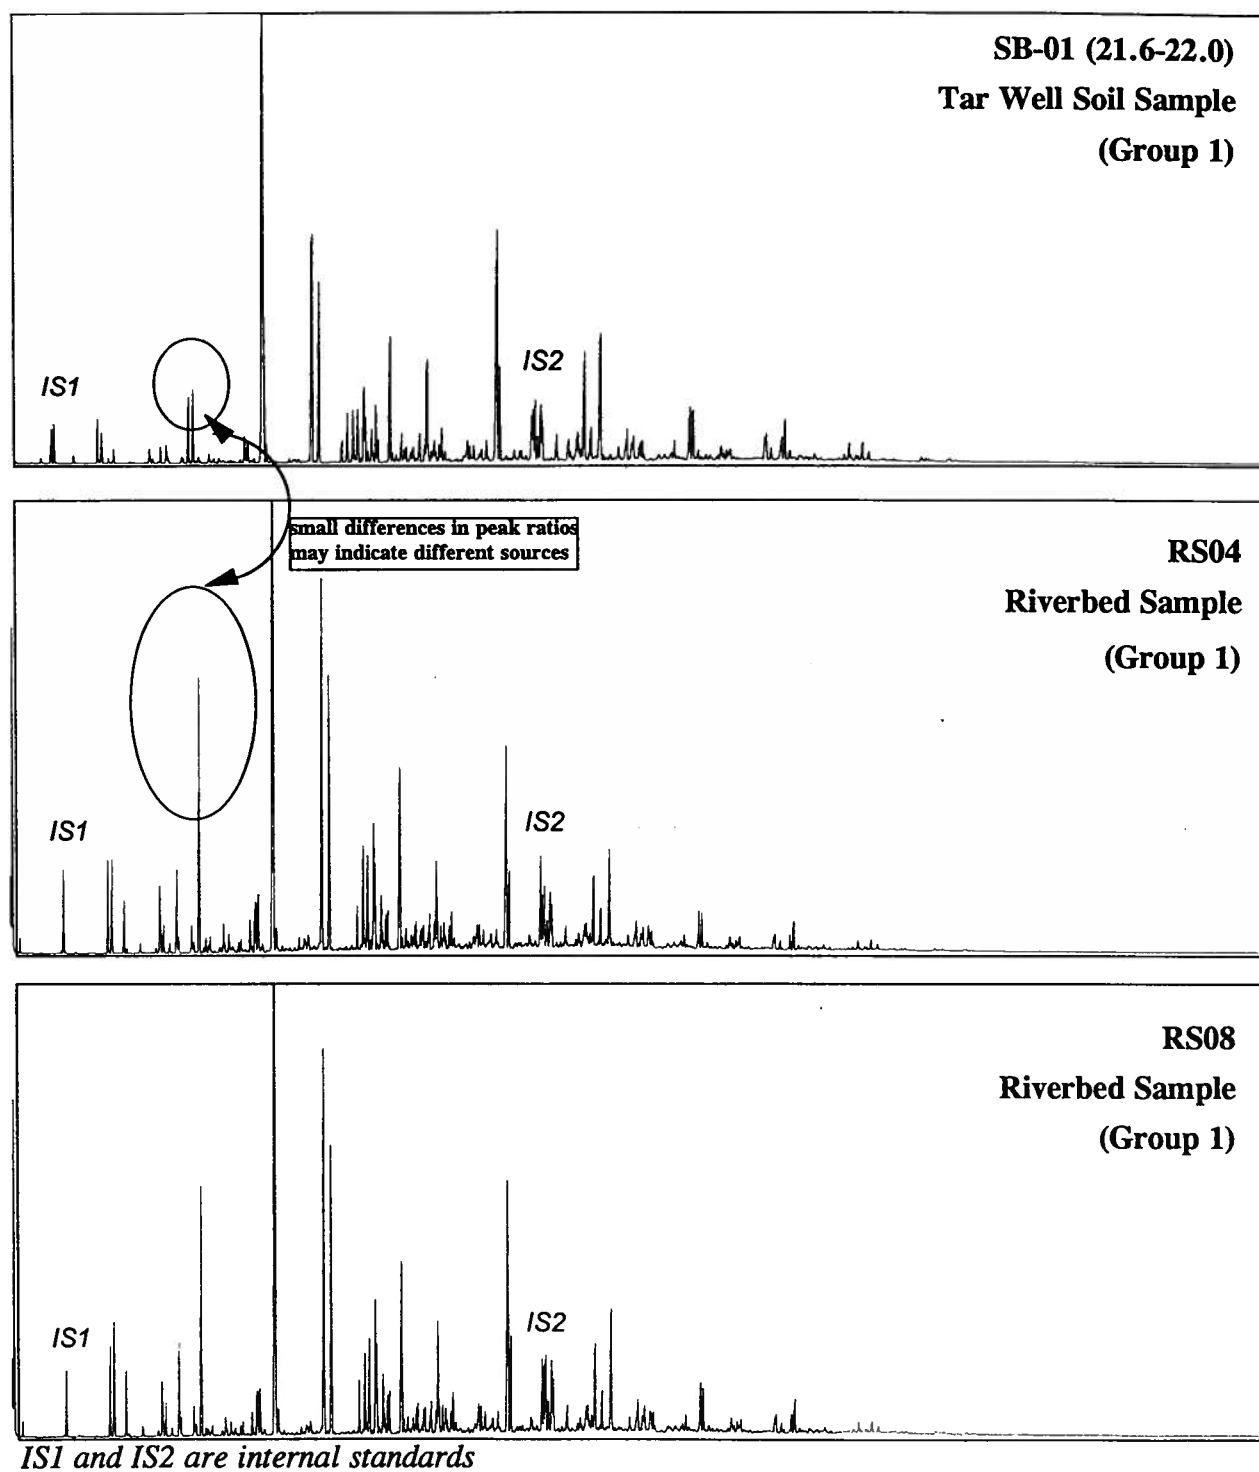 SB-01 (21.6-22.0)
Tar Well Soil Sample
(Group 1)
IS1
IS2
small differences in peak ratios
may indicate different sources
RS04
Riverbed Sample
(Group 1)
IS1
IS2
RS08
Riverbed Sample
(Group 1)
IS1
IS2
IS1 and IS2 are internal standards